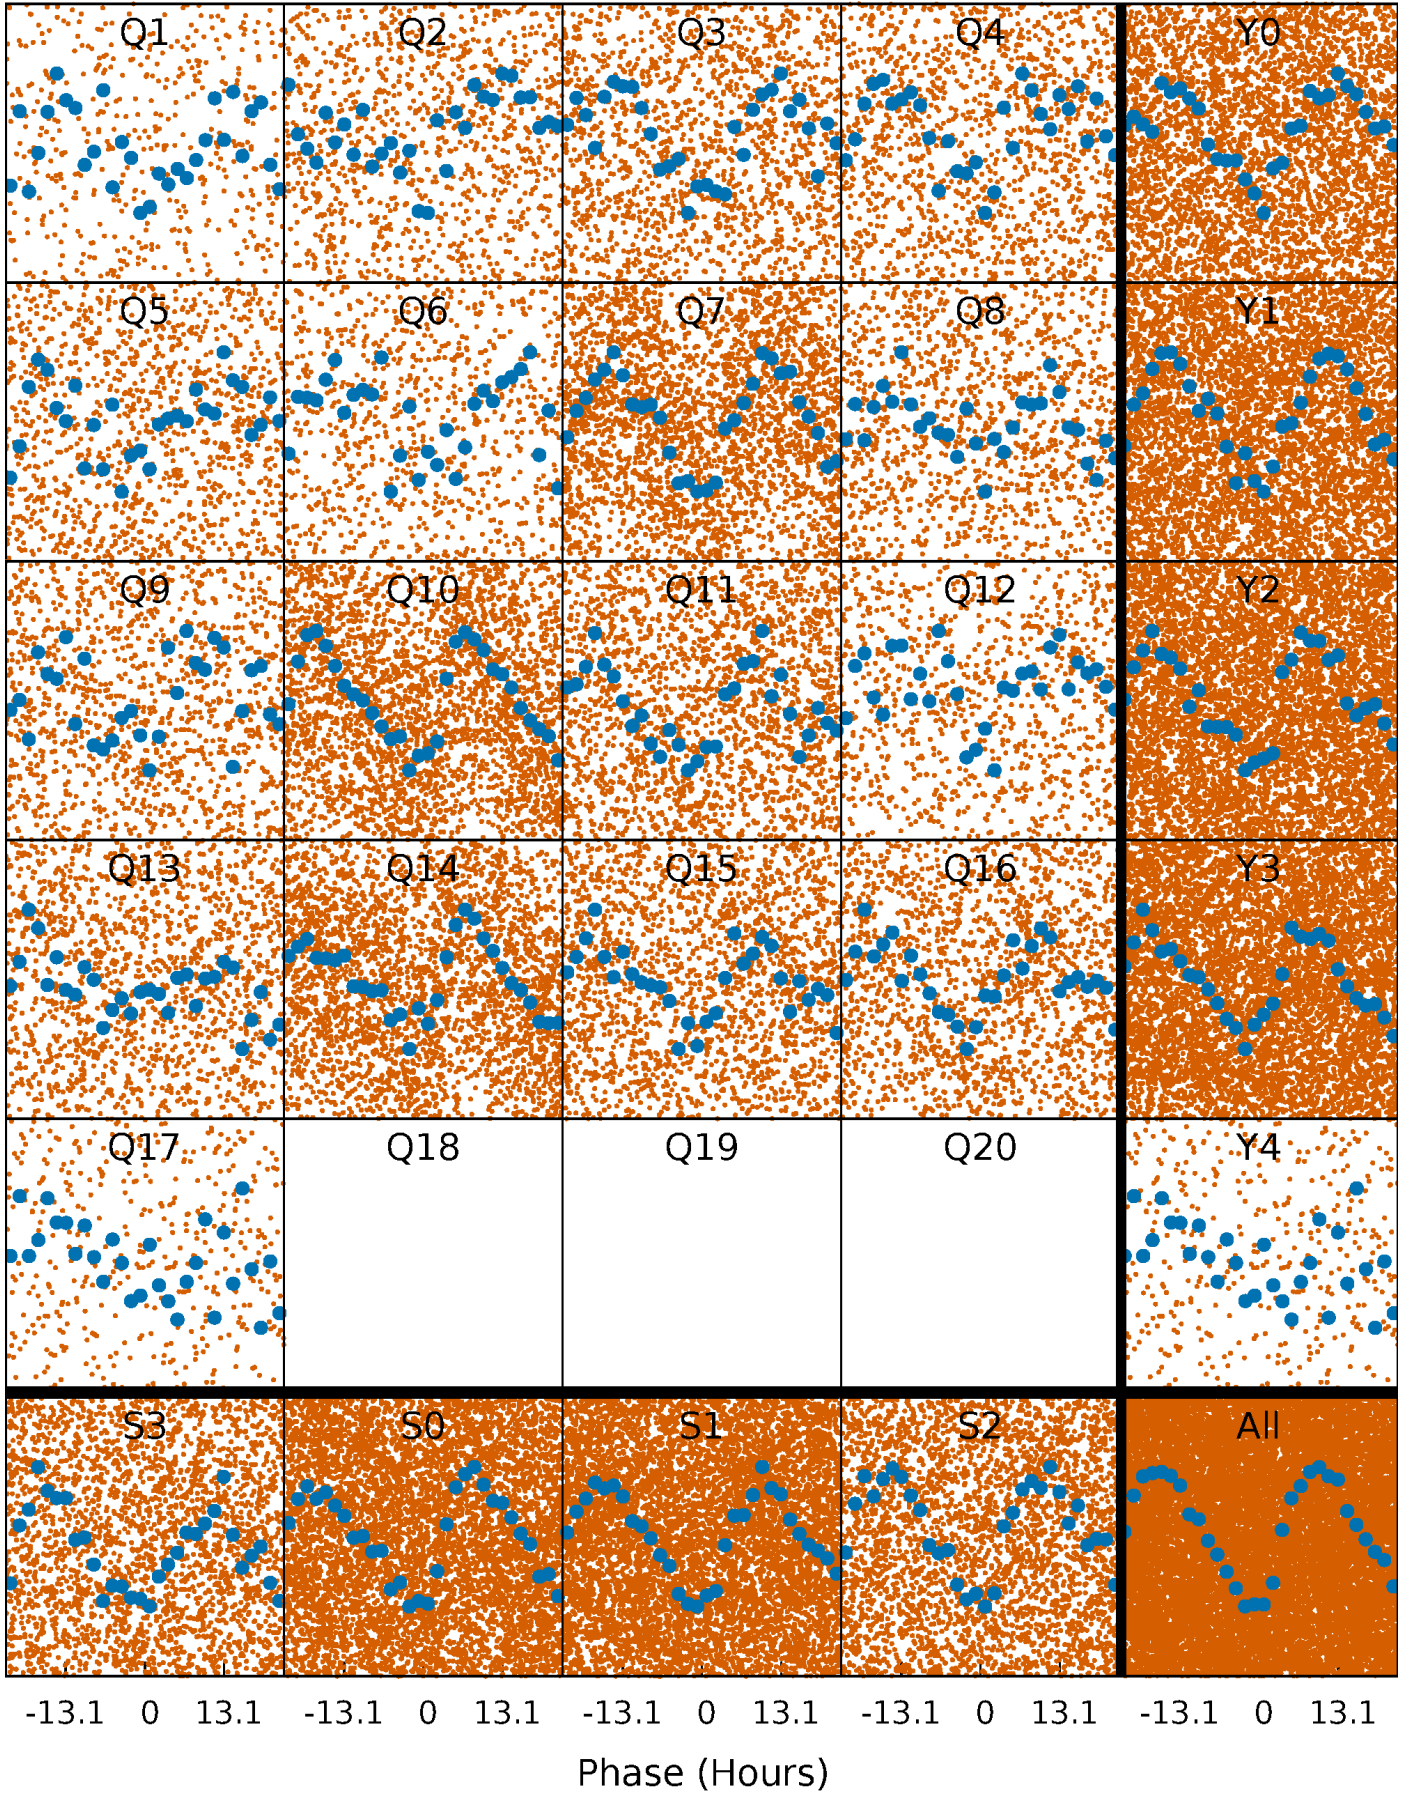 Q1 Q2 Q3 Q4 Y0
Q5 Q6 Q7 Q8 Y1
Q9 Q10 Q11 Q12 Y2
Q13 Q14 Q15 Q16 Y3
Q17 Q18 Q19 Q20 Y4
S3 S0 S1 S2 All
-13.1 0 13.1 -13.1 0 13.1 -13.1 0 13.1 -13.1 0 13.1 -13.1 0 13.1
Phase (Hours)